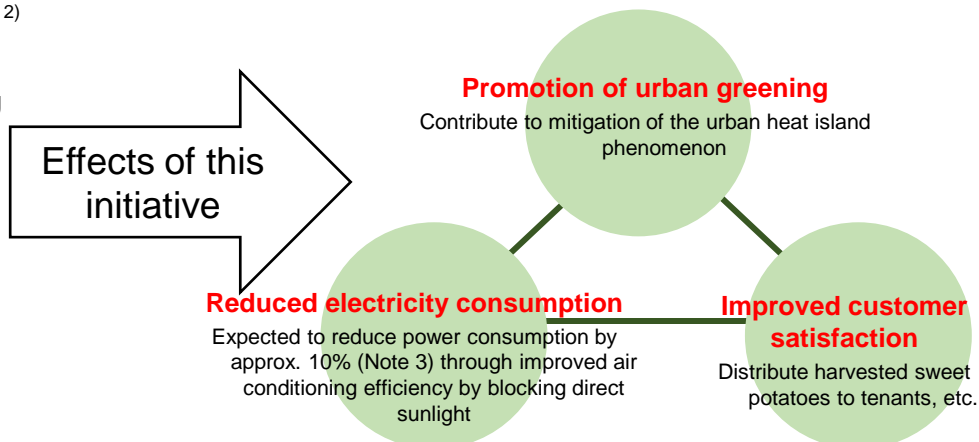 2)
Effects of this
initiative
Promotion of urban greening
Contribute to mitigation of the urban heat island
phenomenon
Reduced electricity consumption
Expected to reduce power consumption by
approx. 10% (Note 3) through improved air
conditioning efficiency by blocking direct
sunlight
Improved customer
satisfaction
Distribute harvested sweet
potatoes to tenants, etc.